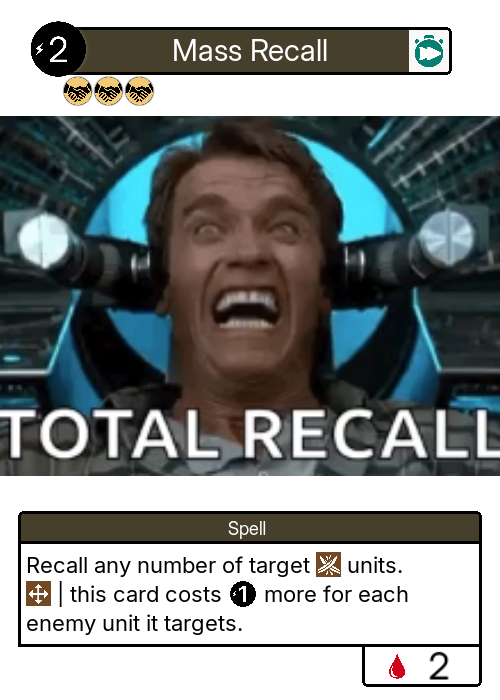 2
Mass Recall
TOTAL RECALL
Spell
Recall any number of target units.
| this card costs 1 more for each
enemy unit it targets.
2